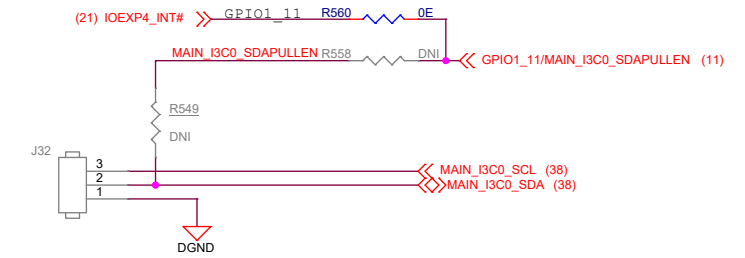 (21) IOEXP4_INT# GPIO1_11 R560 0E
MAIN_I3C0_SDAPULLEN R558 DNI GPIO1_11/MAIN_I3C0_SDAPULLEN (11)
R549
DNI
J32
3 MAIN_I3C0_SCL (38)
2 MAIN_I3C0_SDA (38)
1
DGND